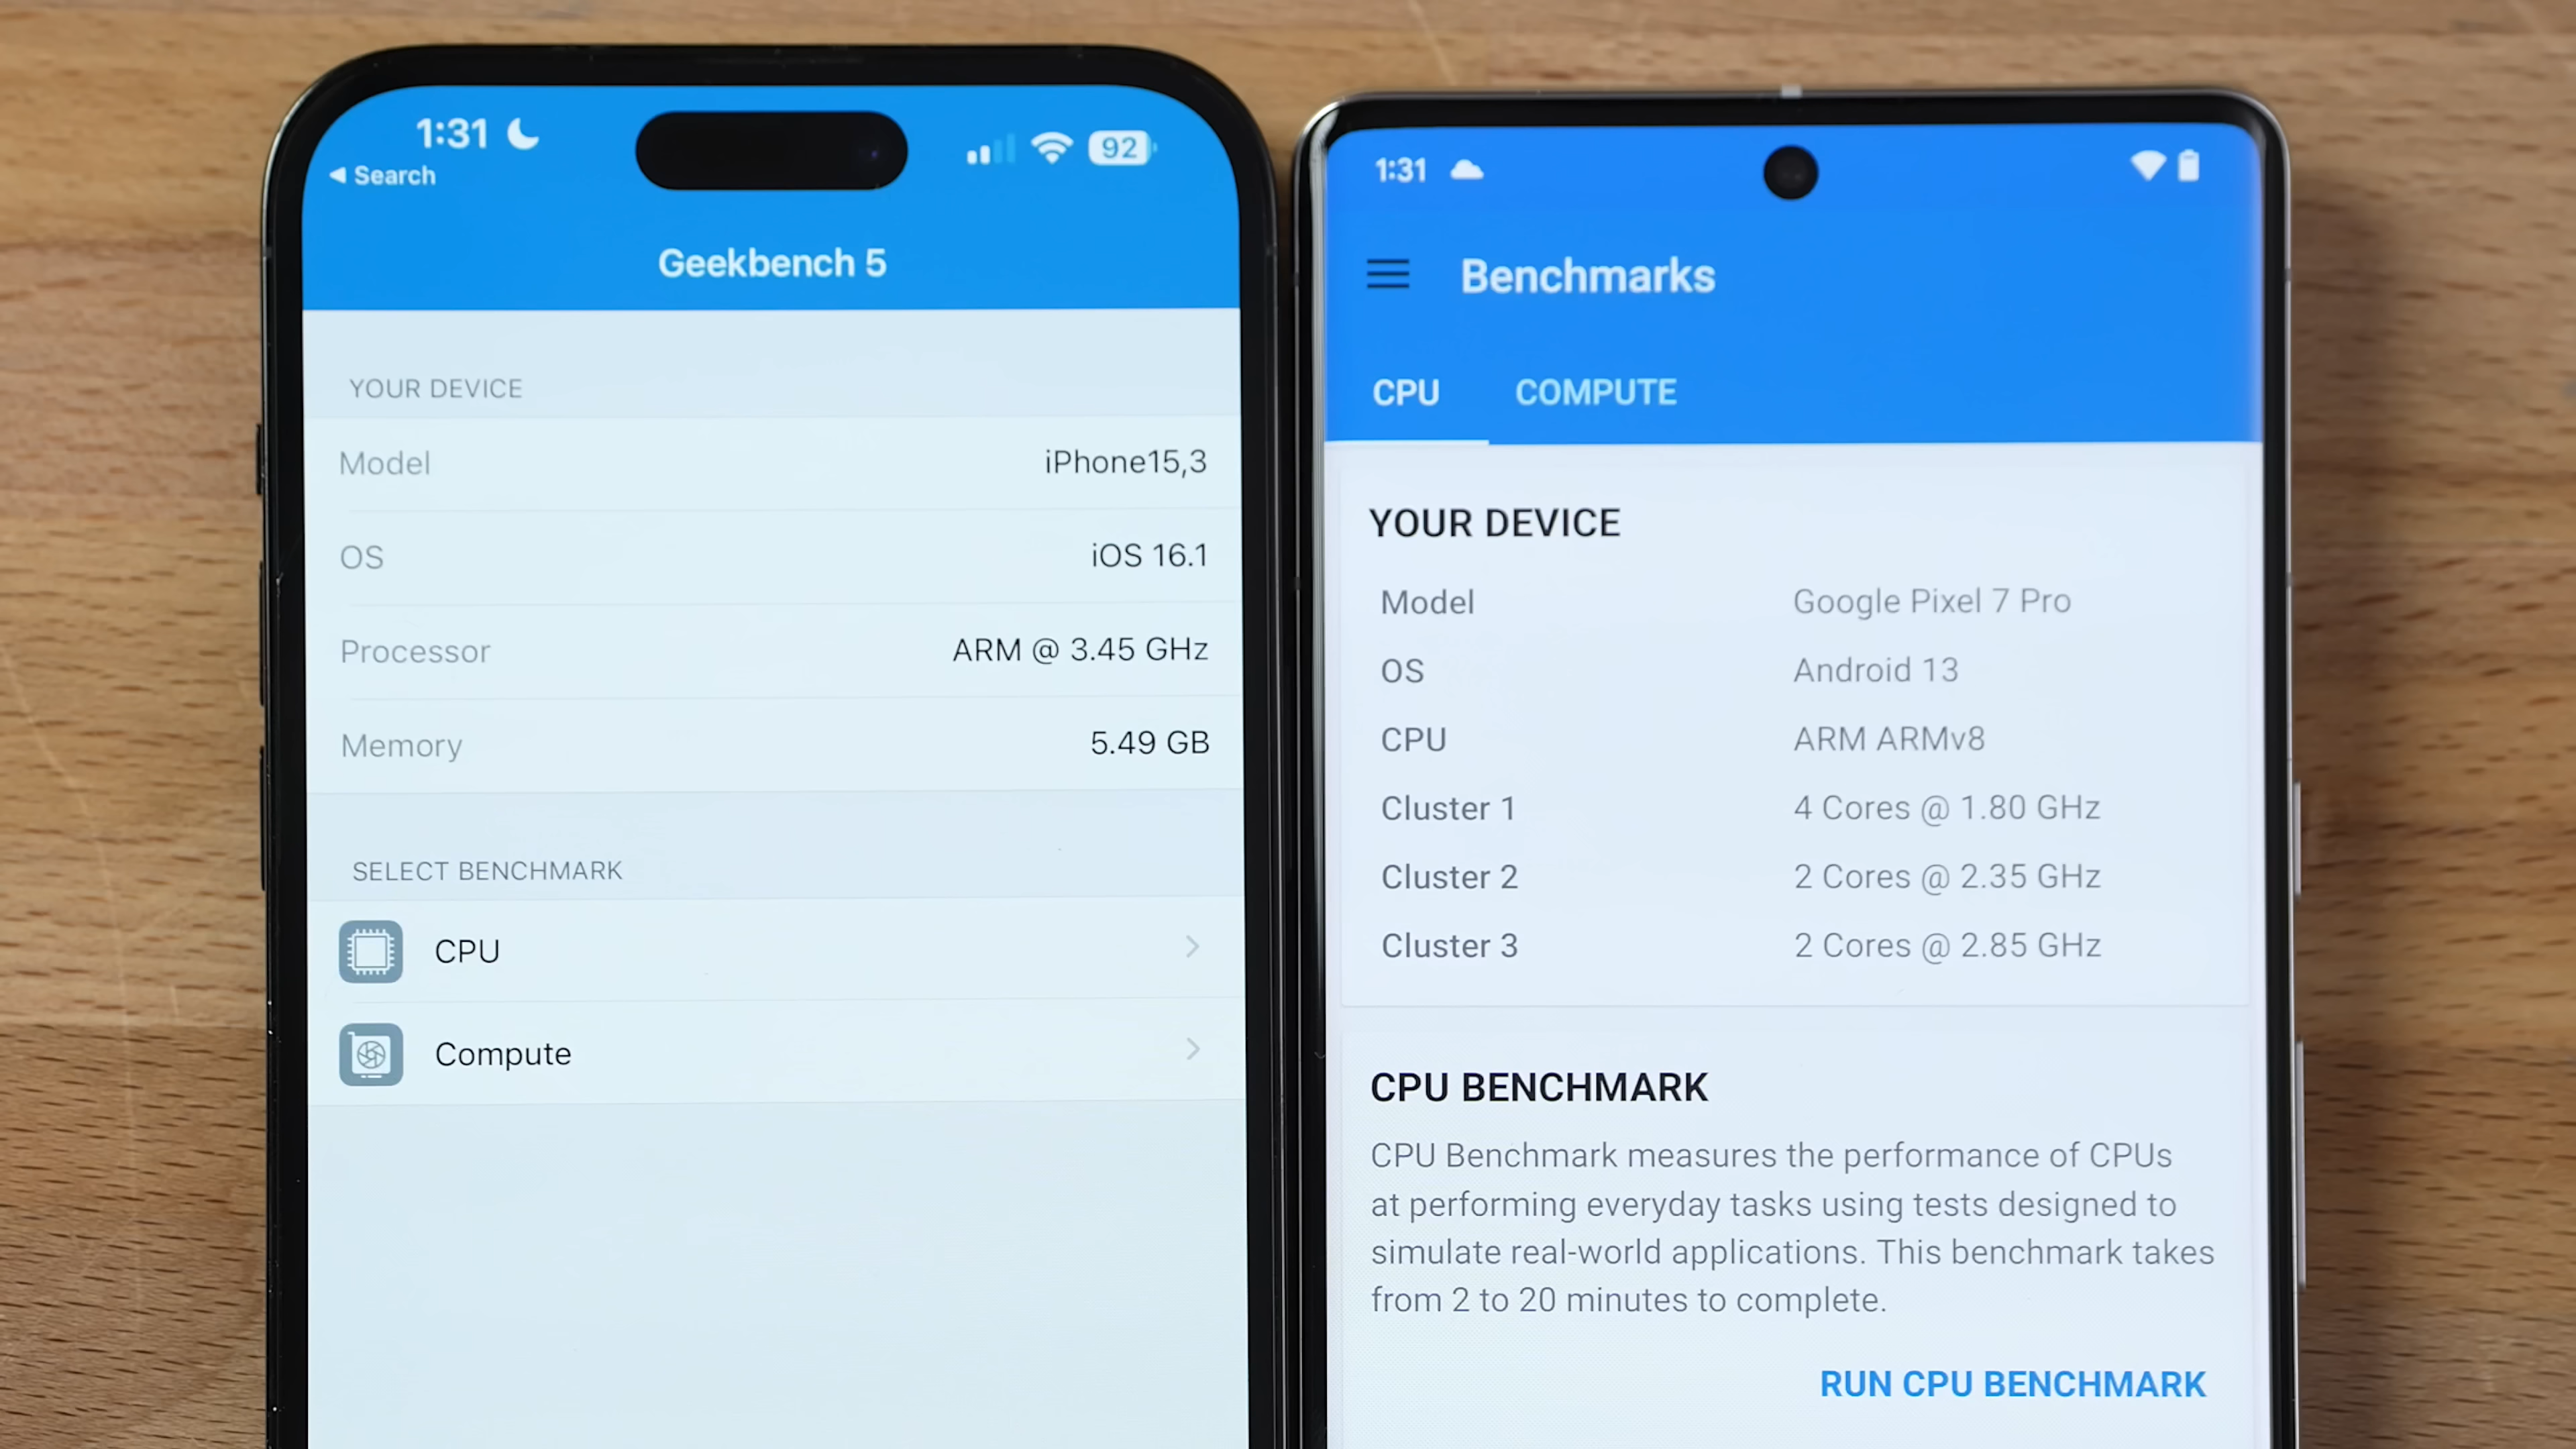 1:31
92
Search
Geekbench 5
YOUR DEVICE
Model iPhone15,3
OS iOS 16.1
Processor ARM @ 3.45 GHz
Memory 5.49 GB
SELECT BENCHMARK
CPU
Compute
1:31
Benchmarks
CPU COMPUTE
YOUR DEVICE
Model Google Pixel 7 Pro
OS Android 13
CPU ARM ARMv8
Cluster 1 4 Cores @ 1.80 GHz
Cluster 2 2 Cores @ 2.35 GHz
Cluster 3 2 Cores @ 2.85 GHz
CPU BENCHMARK
CPU Benchmark measures the performance of CPUs
at performing everyday tasks using tests designed to
simulate real-world applications. This benchmark takes
from 2 to 20 minutes to complete.
RUN CPU BENCHMARK